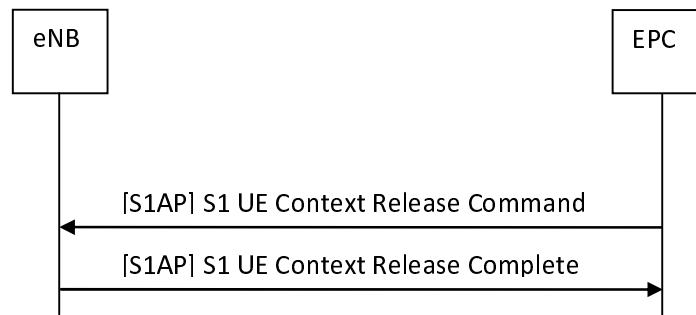 eNB
EPC
[S1AP] S1 UE Context Release Command
[S1AP] S1 UE Context Release Complete